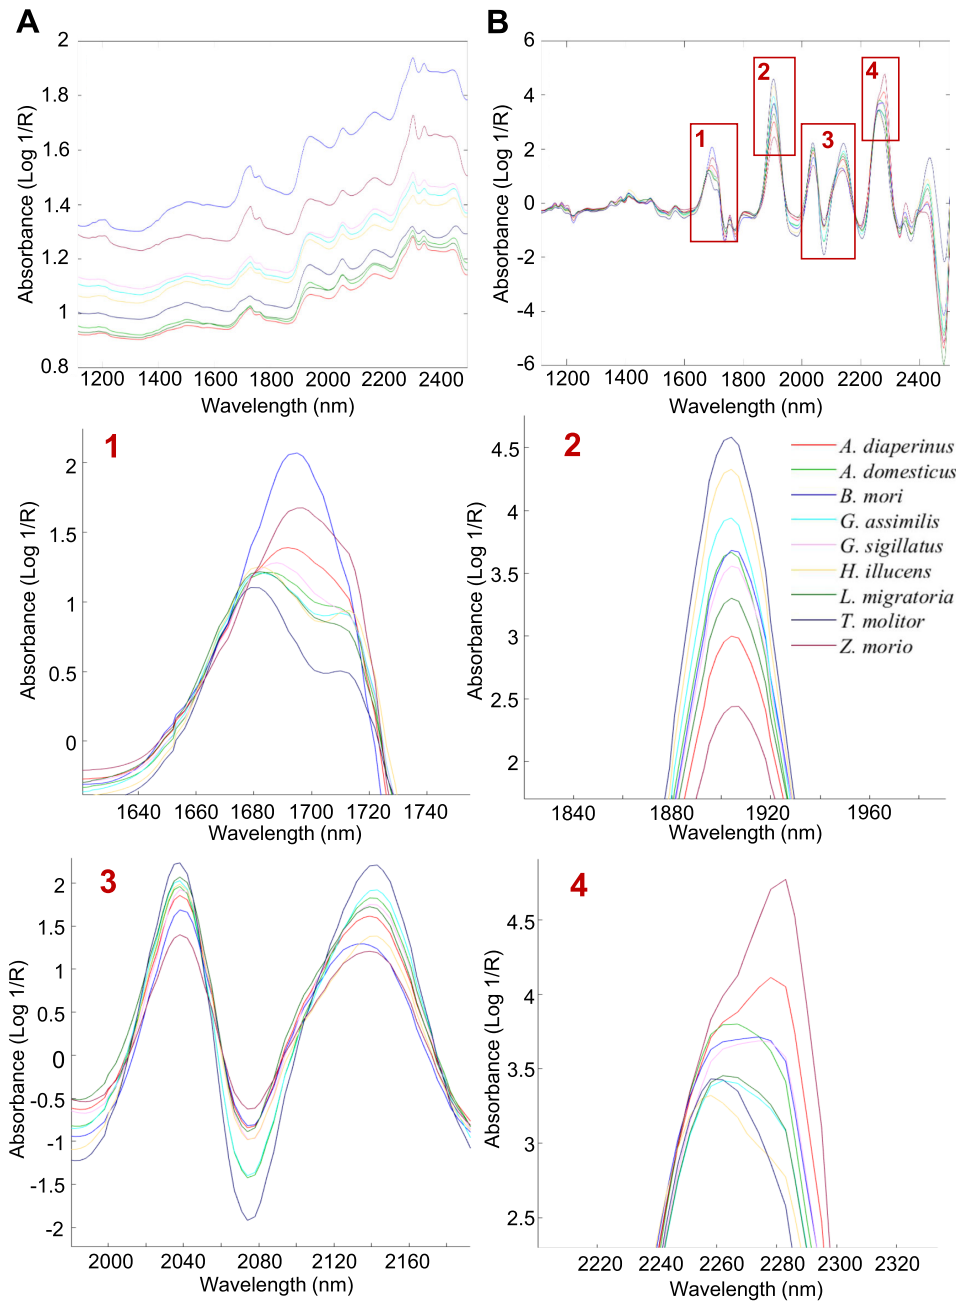 A
B
Absorbance (Log 1/R)
2
1.8
1.6
1.4
1.2
1
0.8
1200 1400 1600 1800 2000 2200 2400
Wavelength (nm)
Absorbance (Log 1/R)
6
4
2
0
-2
-4
-6
1
2
3
4
1200 1400 1600 1800 2000 2200 2400
Wavelength (nm)
1
Absorbance (Log 1/R)
2
1.5
1
0.5
0
1640 1660 1680 1700 1720 1740
Wavelength (nm)
2
Absorbance (Log 1/R)
4.5
4
3.5
3
2.5
2
1840 1880 1920 1960
Wavelength (nm)
A. diaperinus
A. domesticus
B. mori
G. assimilis
G. sigillatus
H. illucens
L. migratoria
T. molitor
Z. morio
3
Absorbance (Log 1/R)
2
1.5
1
0.5
0
-0.5
-1
-1.5
-2
2000 2040 2080 2120 2160
Wavelength (nm)
4
Absorbance (Log 1/R)
4.5
4
3.5
3
2.5
2220 2240 2260 2280 2300 2320
Wavelength (nm)